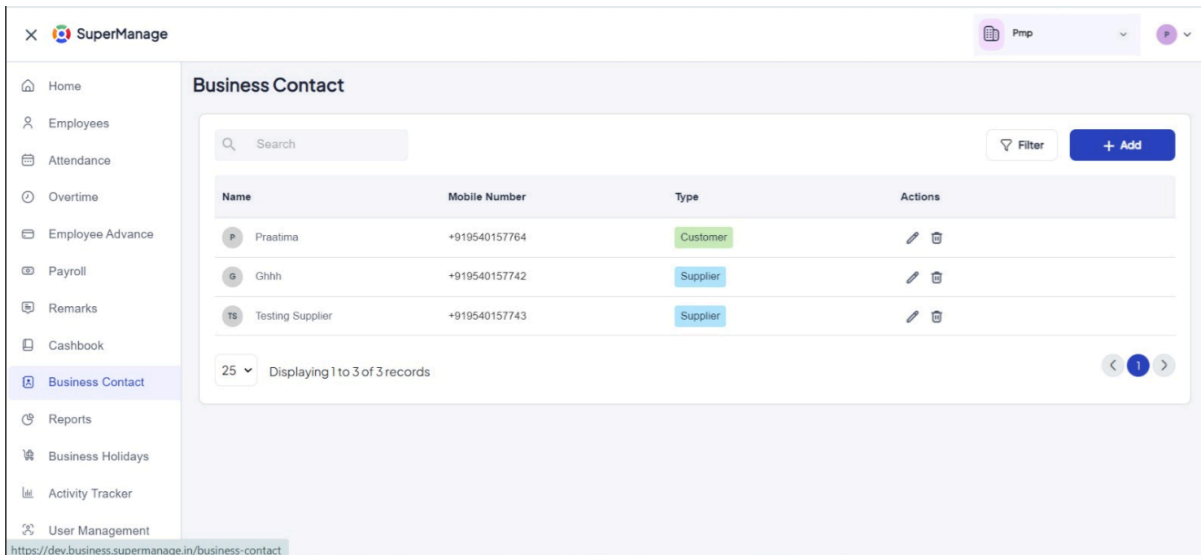 SuperManage
Pmp
P
Home
Employees
Attendance
Overtime
Employee Advance
Payroll
Remarks
Cashbook
Business Contact
Reports
Business Holidays
Activity Tracker
User Management
https://dev.business.supermanage.in/business-contact
Business Contact
Search
Filter
+ Add
Name Mobile Number Type Actions
P Praatima +919540157764 Customer
G Ghhh +919540157742 Supplier
TS Testing Supplier +919540157743 Supplier
25 Displaying 1 to 3 of 3 records
1